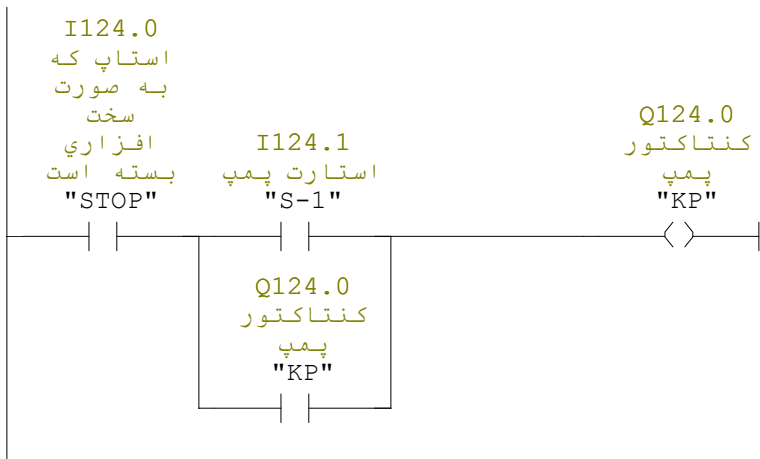 I124.0
استاپ که
به صورت
سخت
افزاري
بسته است
"STOP"
I124.1
استارت پمپ
"S-1"
Q124.0
کنتاکتور
پمپ
"KP"
Q124.0
کنتاکتور
پمپ
"KP"